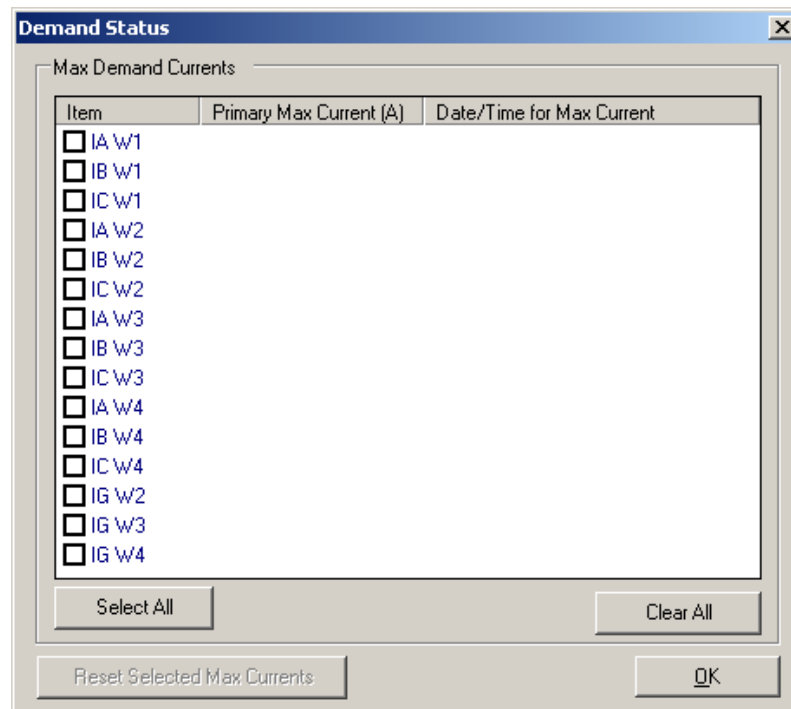 Demand Status
Max Demand Currents
Item Primary Max Current (A) Date/Time for Max Current
IA W1
IB W1
IC W1
IA W2
IB W2
IC W2
IA W3
IB W3
IC W3
IA W4
IB W4
IC W4
IG W2
IG W3
IG W4
Select All Clear All
Reset Selected Max Currents OK